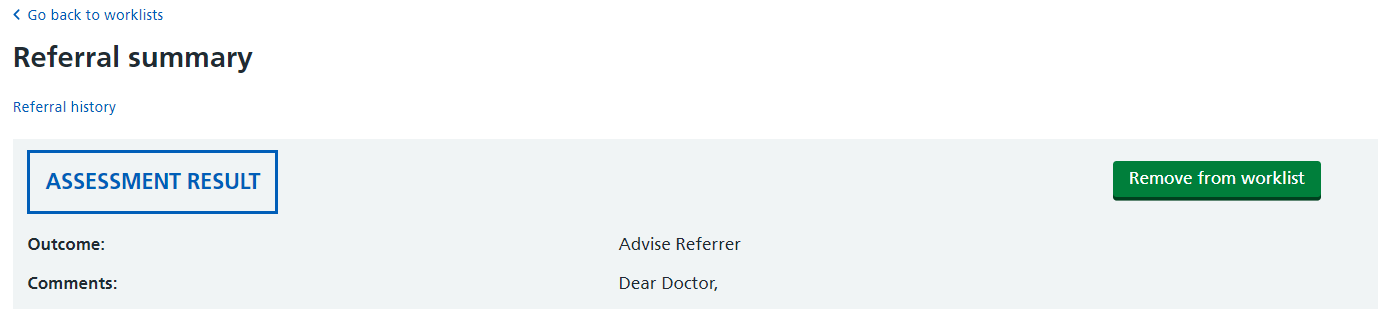 Go back to worklists
Referral summary
Referral history
ASSESSMENT RESULT
Remove from worklist
Outcome: Advise Referrer
Comments: Dear Doctor,